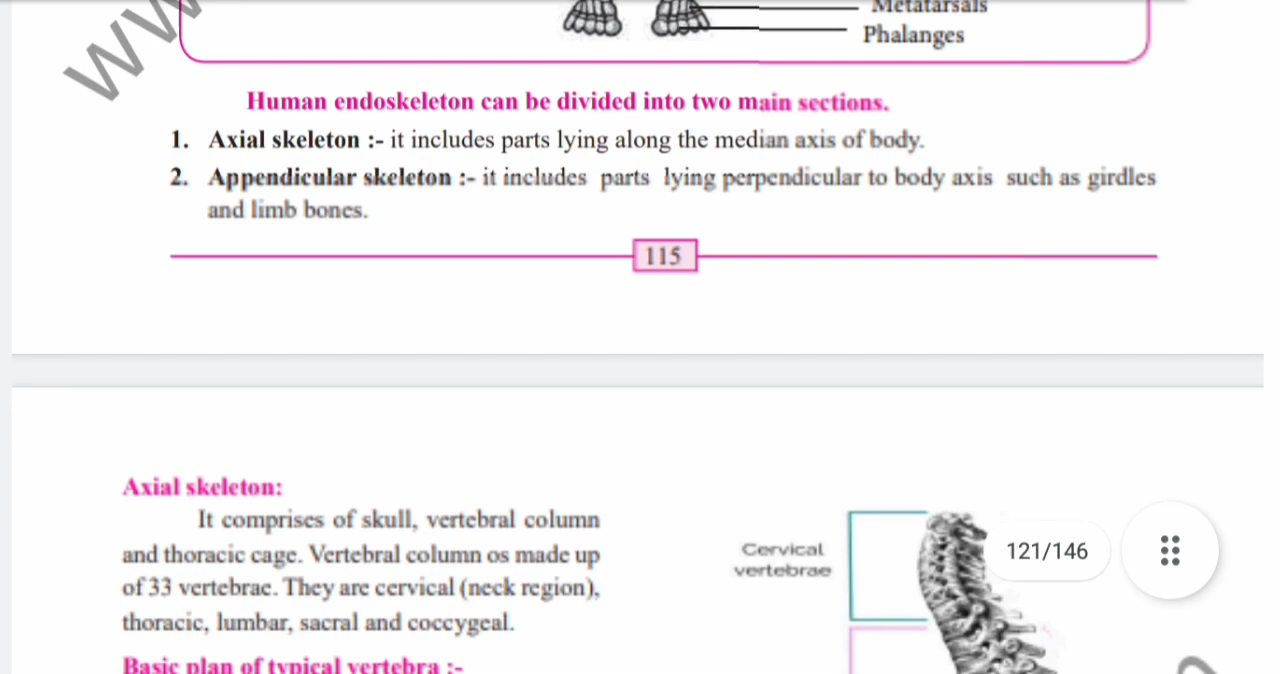 Metatarsals
Phalanges
Human endoskeleton can be divided into two main sections.
1. Axial skeleton :- it includes parts lying along the median axis of body.
2. Appendicular skeleton :- it includes parts lying perpendicular to body axis such as girdles
and limb bones.
115
Axial skeleton:
It comprises of skull, vertebral column
and thoracic cage. Vertebral column os made up
of 33 vertebrae. They are cervical (neck region),
thoracic, lumbar, sacral and coccygeal.
Basic plan of typical vertebra :-
Cervical
vertebrae
121/146